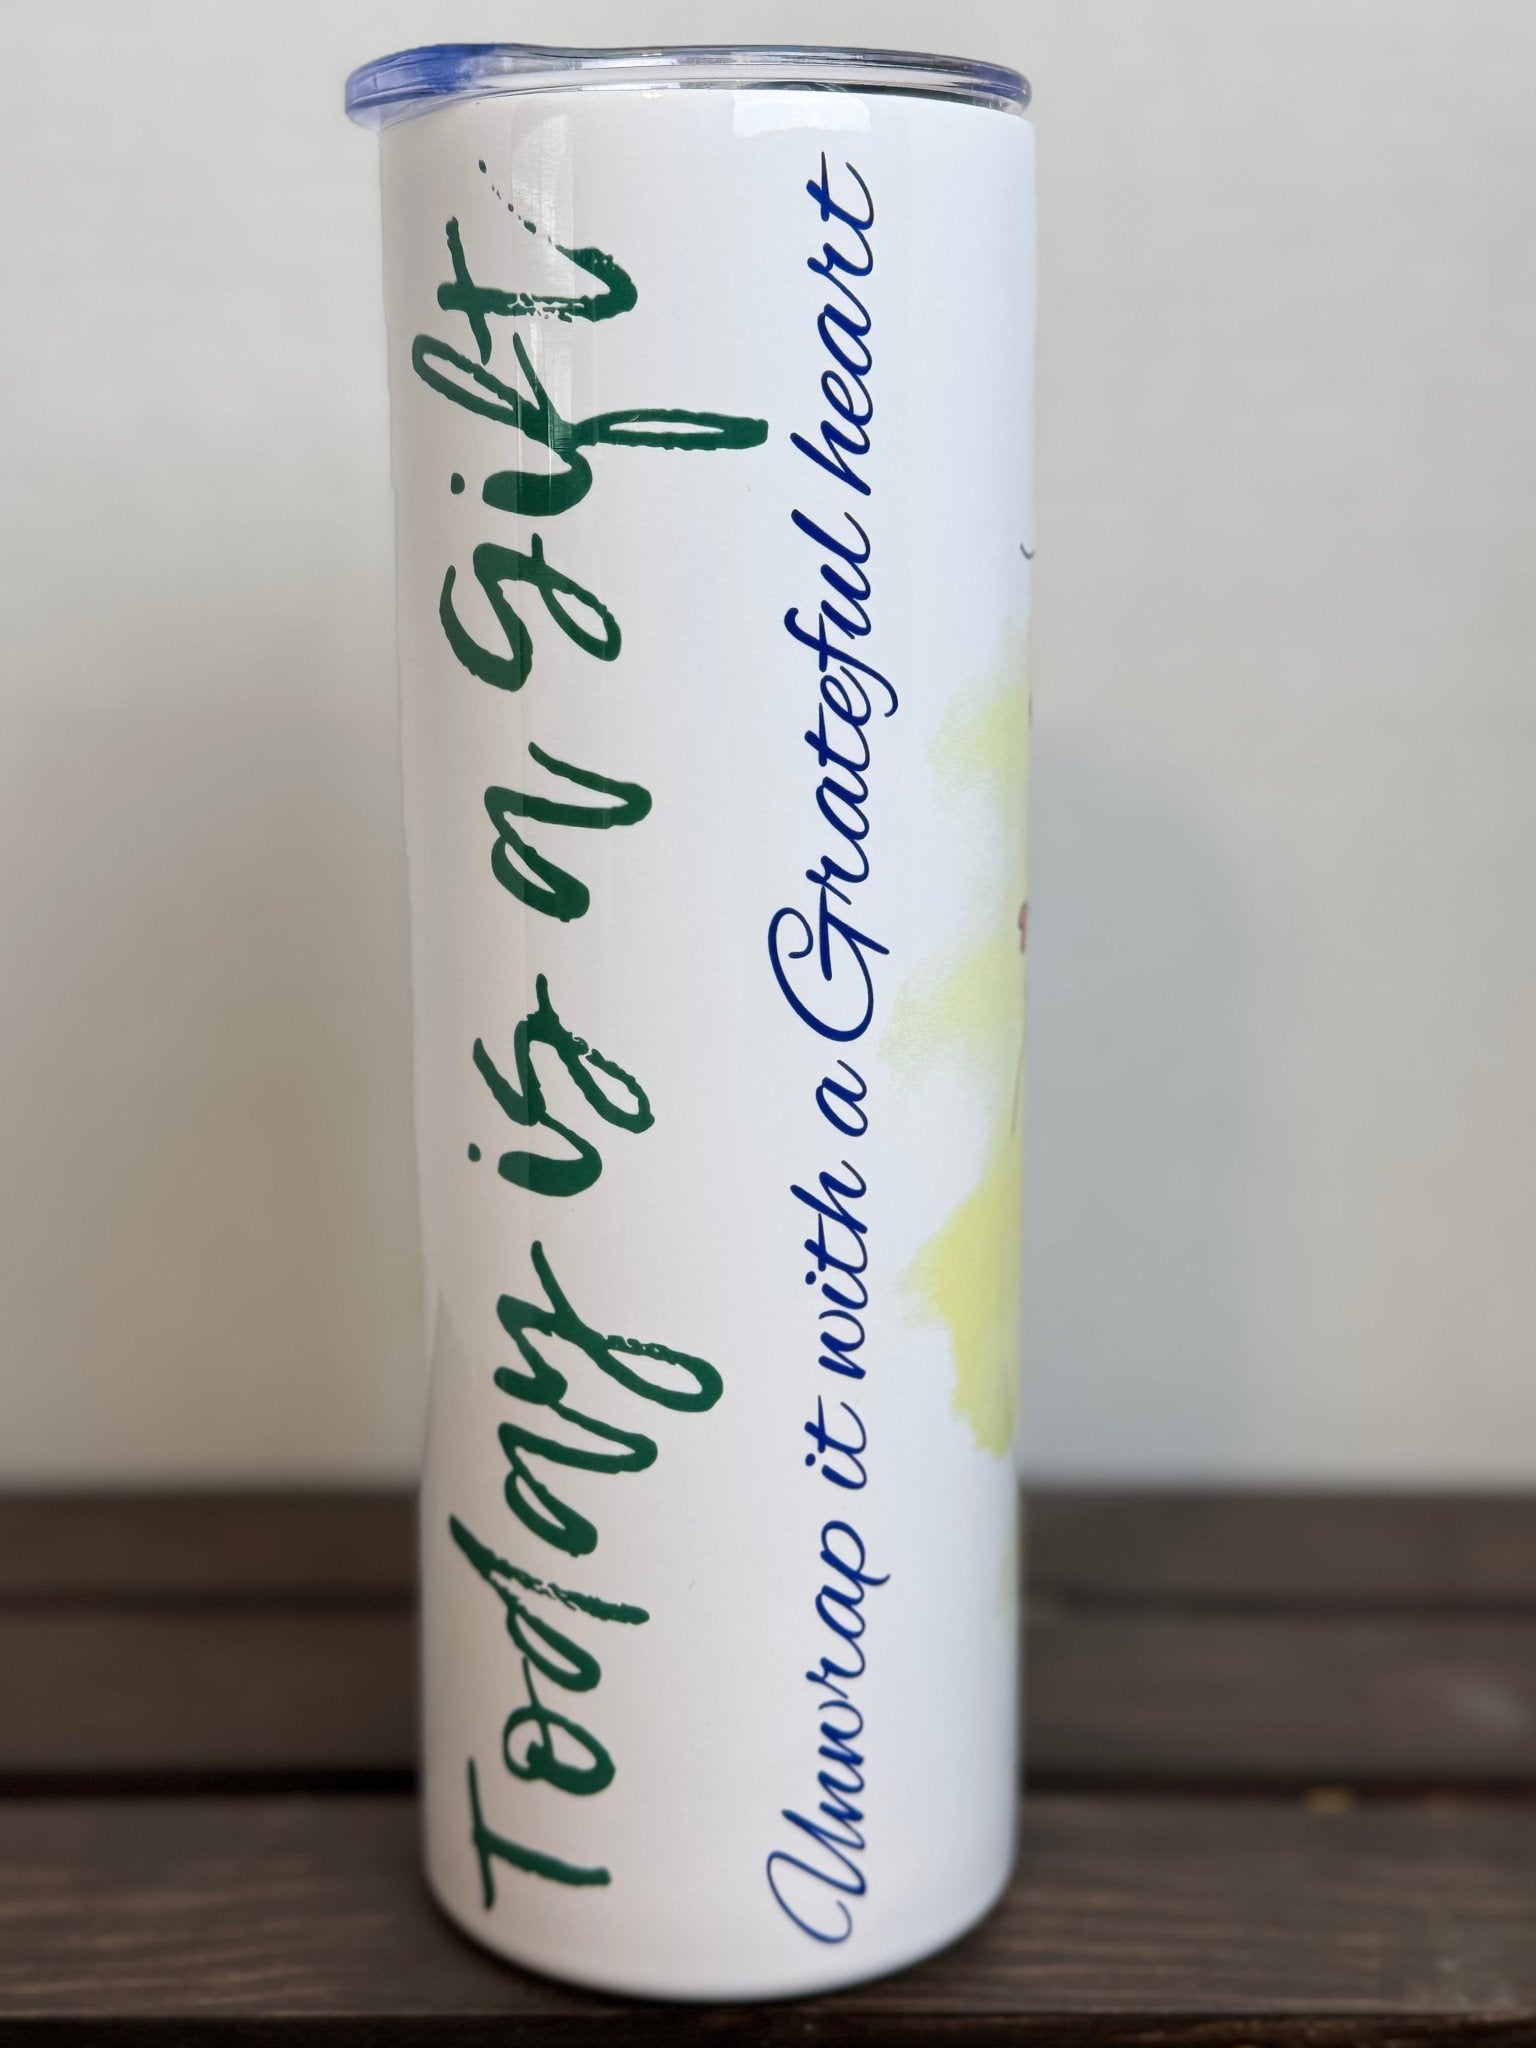 Today is a gift
Unwrap it with a Grateful heart